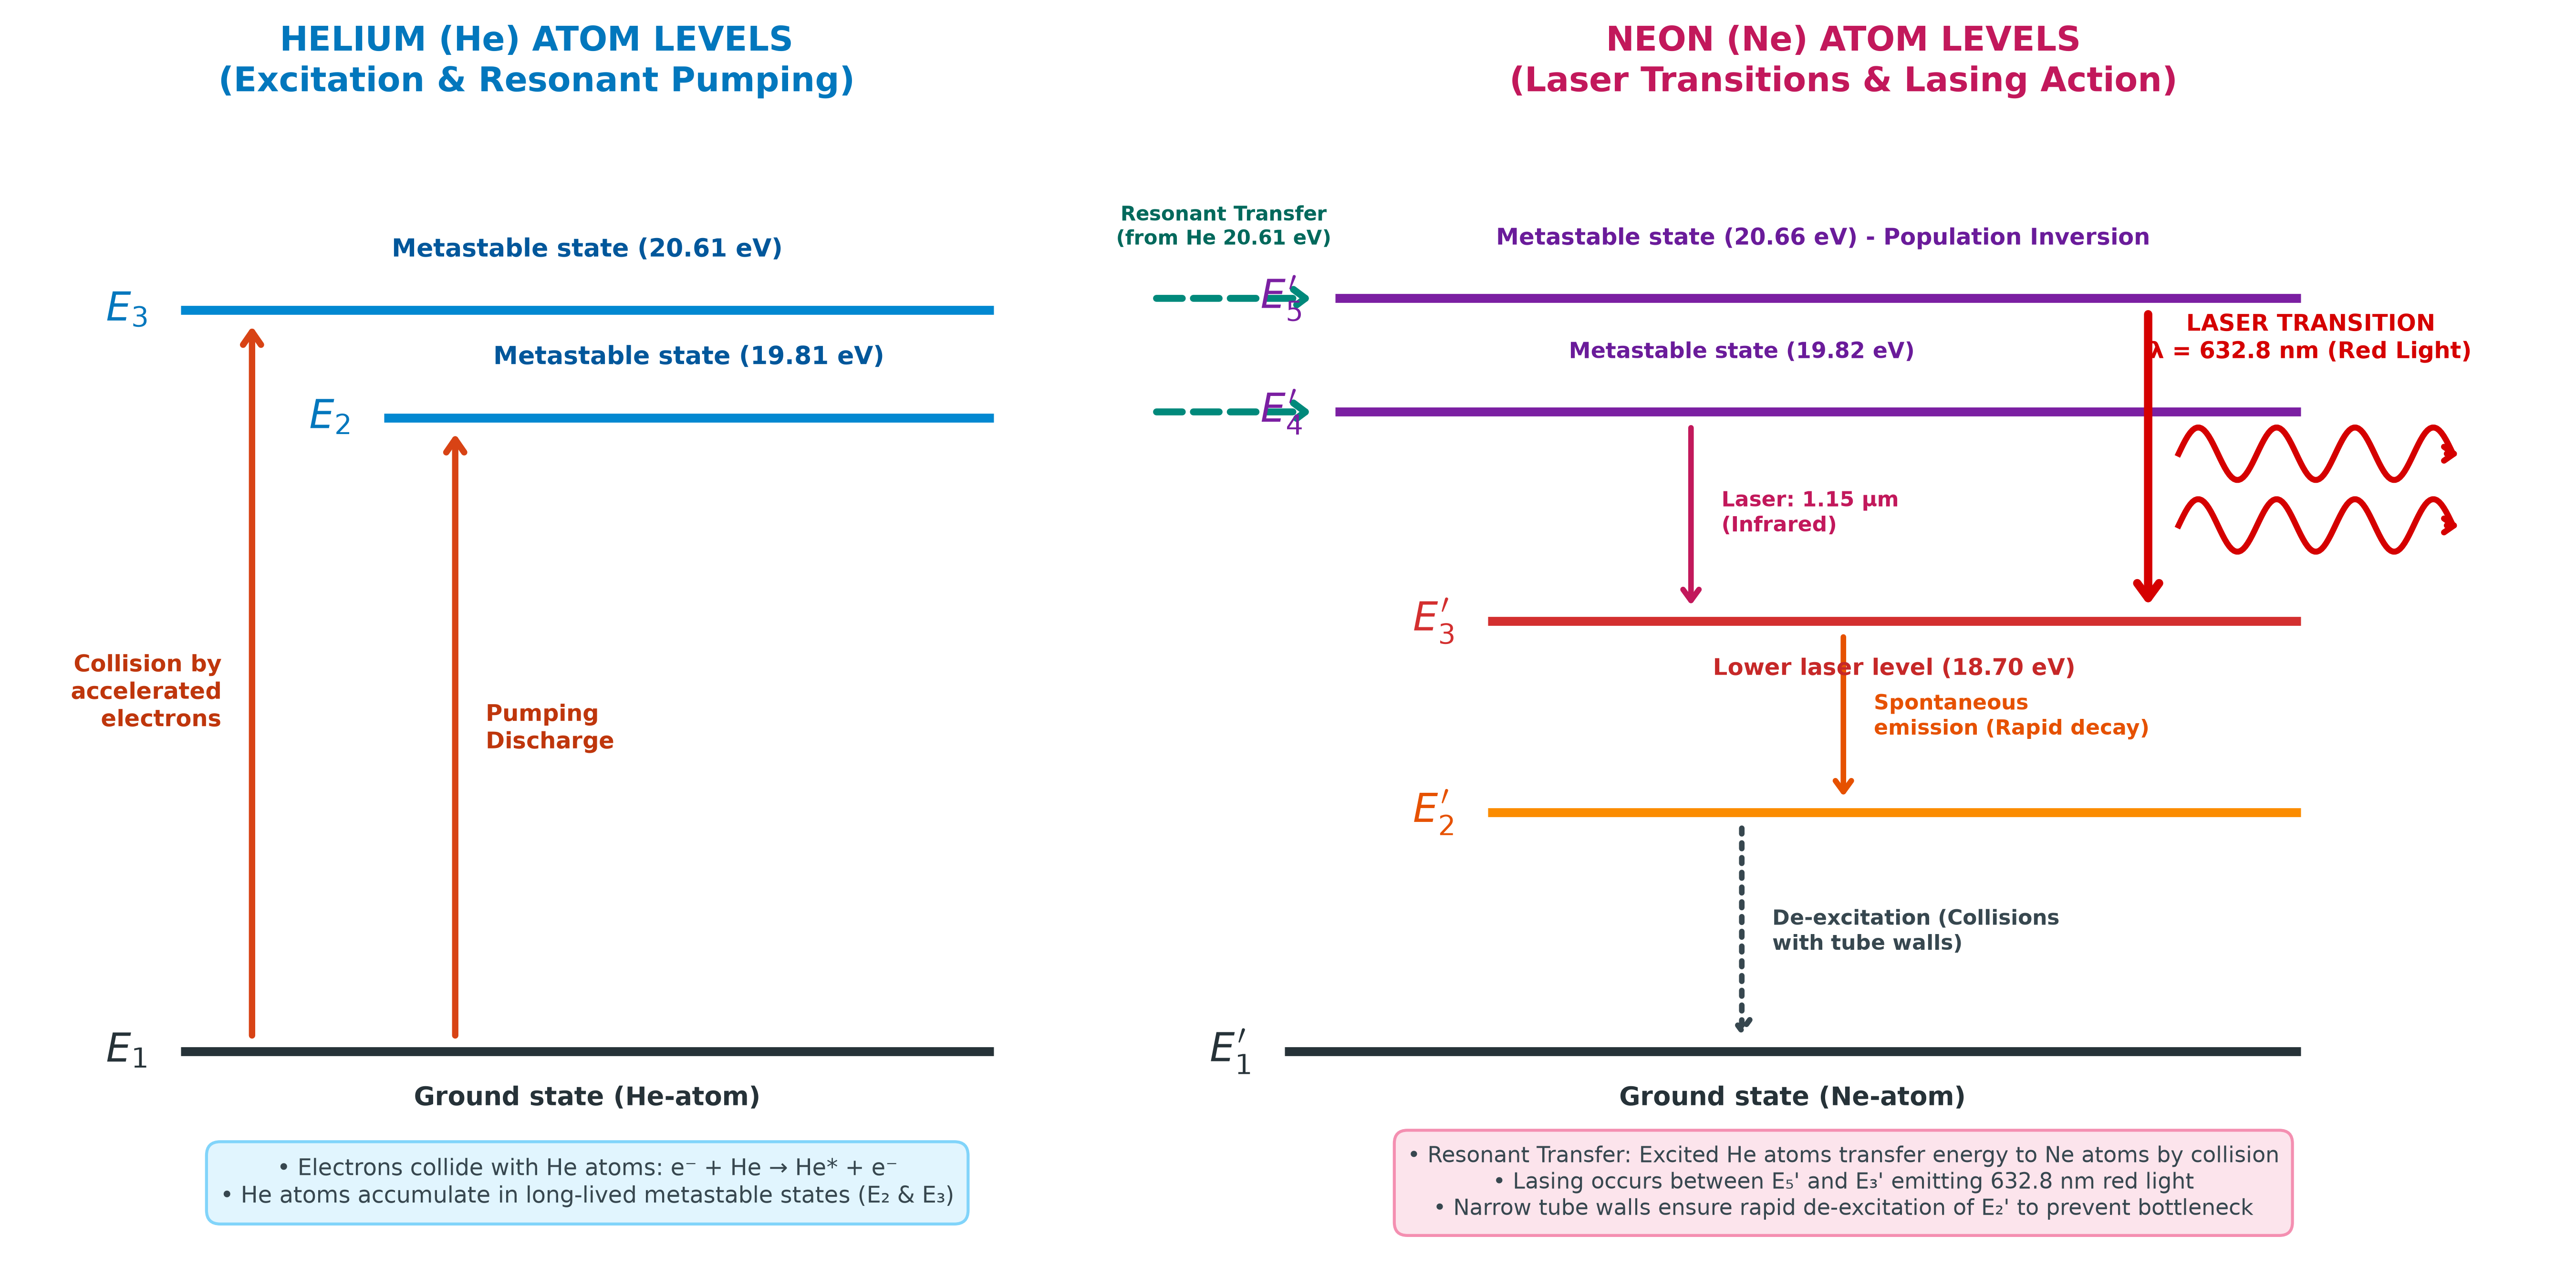 HELIUM (He) ATOM LEVELS
(Excitation & Resonant Pumping)
Metastable state (20.61 eV)
E₃
Metastable state (19.81 eV)
E₂
Collision by
accelerated
electrons
Pumping
Discharge
E₁
Ground state (He-atom)
• Electrons collide with He atoms: e⁻ + He → He* + e⁻
• He atoms accumulate in long-lived metastable states (E₂ & E₃)
NEON (Ne) ATOM LEVELS
(Laser Transitions & Lasing Action)
Resonant Transfer
(from He 20.61 eV)
Metastable state (20.66 eV) - Population Inversion
E₅′
LASER TRANSITION
λ = 632.8 nm (Red Light)
Metastable state (19.82 eV)
E₄′
Laser: 1.15 μm
(Infrared)
E₃′
Lower laser level (18.70 eV)
Spontaneous
emission (Rapid decay)
E₂′
De-excitation (Collisions
with tube walls)
E₁′
Ground state (Ne-atom)
• Resonant Transfer: Excited He atoms transfer energy to Ne atoms by collision
• Lasing occurs between E₅' and E₃' emitting 632.8 nm red light
• Narrow tube walls ensure rapid de-excitation of E₂' to prevent bottleneck